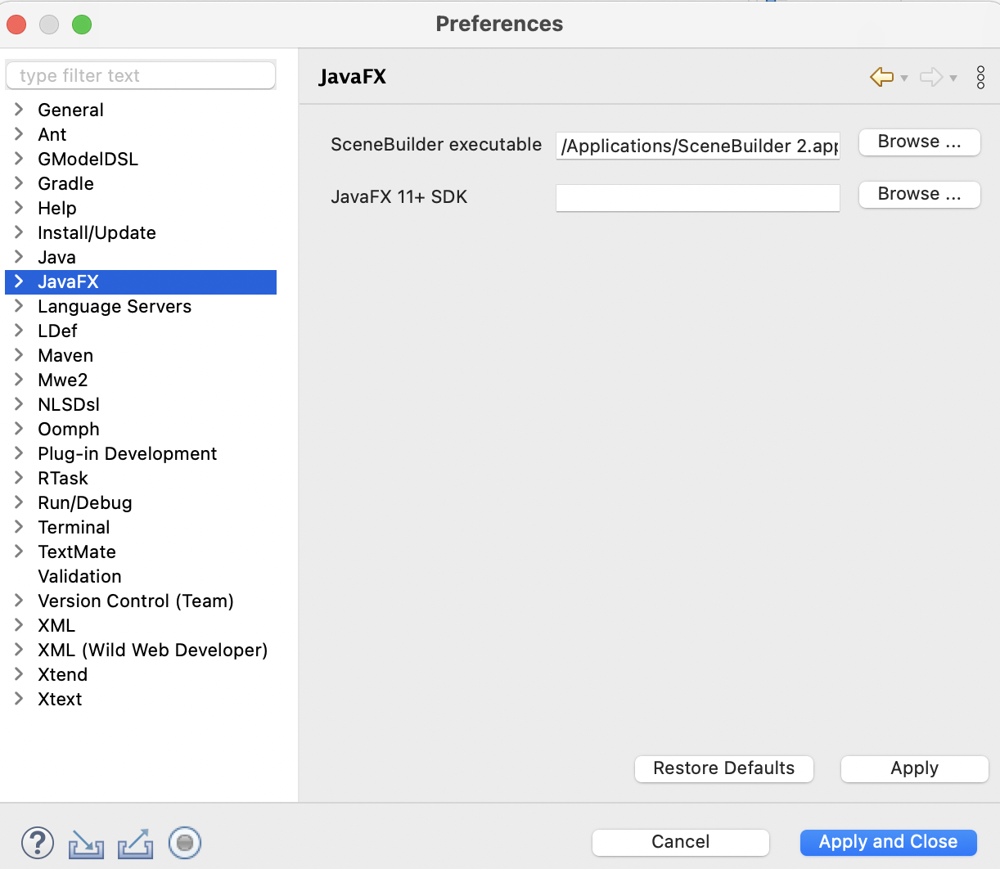 Preferences
type filter text
General
Ant
GModelDSL
Gradle
Help
Install/Update
Java
JavaFX
Language Servers
LDef
Maven
Mwe2
NLSDsl
Oomph
Plug-in Development
RTask
Run/Debug
Terminal
TextMate
Validation
Version Control (Team)
XML
XML (Wild Web Developer)
Xtend
Xtext
JavaFX
SceneBuilder executable /Applications/SceneBuilder 2.app Browse ...
JavaFX 11+ SDK Browse ...
Restore Defaults Apply
? Cancel Apply and Close